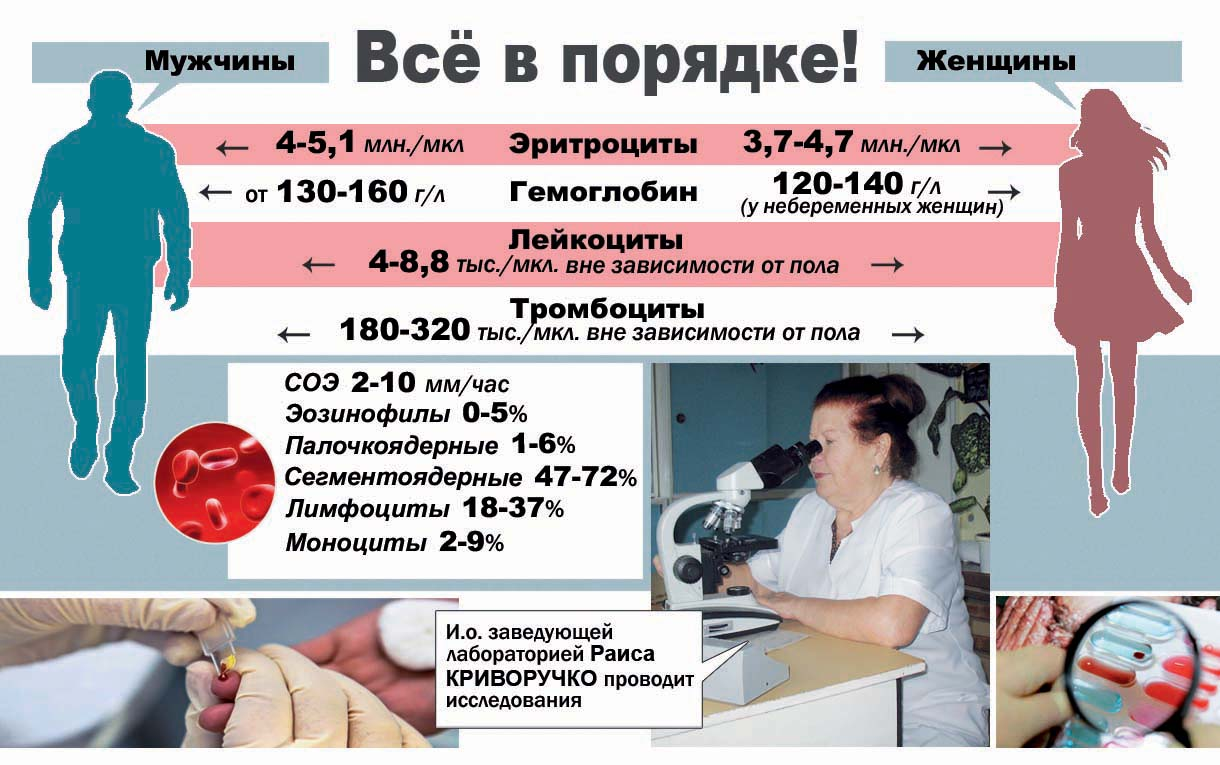 Мужчины
Всё в порядке!
Женщины
4-5,1 млн./мкл Эритроциты 3,7-4,7 млн./мкл
от 130-160 г/л Гемоглобин 120-140 г/л
(у небеременных женщин)
Лейкоциты
4-8,8 тыс./мкл. вне зависимости от пола
Тромбоциты
180-320 тыс./мкл. вне зависимости от пола
СОЭ 2-10 мм/час
Эозинофилы 0-5%
Палочкоядерные 1-6%
Сегментоядерные 47-72%
Лимфоциты 18-37%
Моноциты 2-9%
И.о. заведующей
лабораторией Раиса
КРИВОРУЧКО проводит
исследования